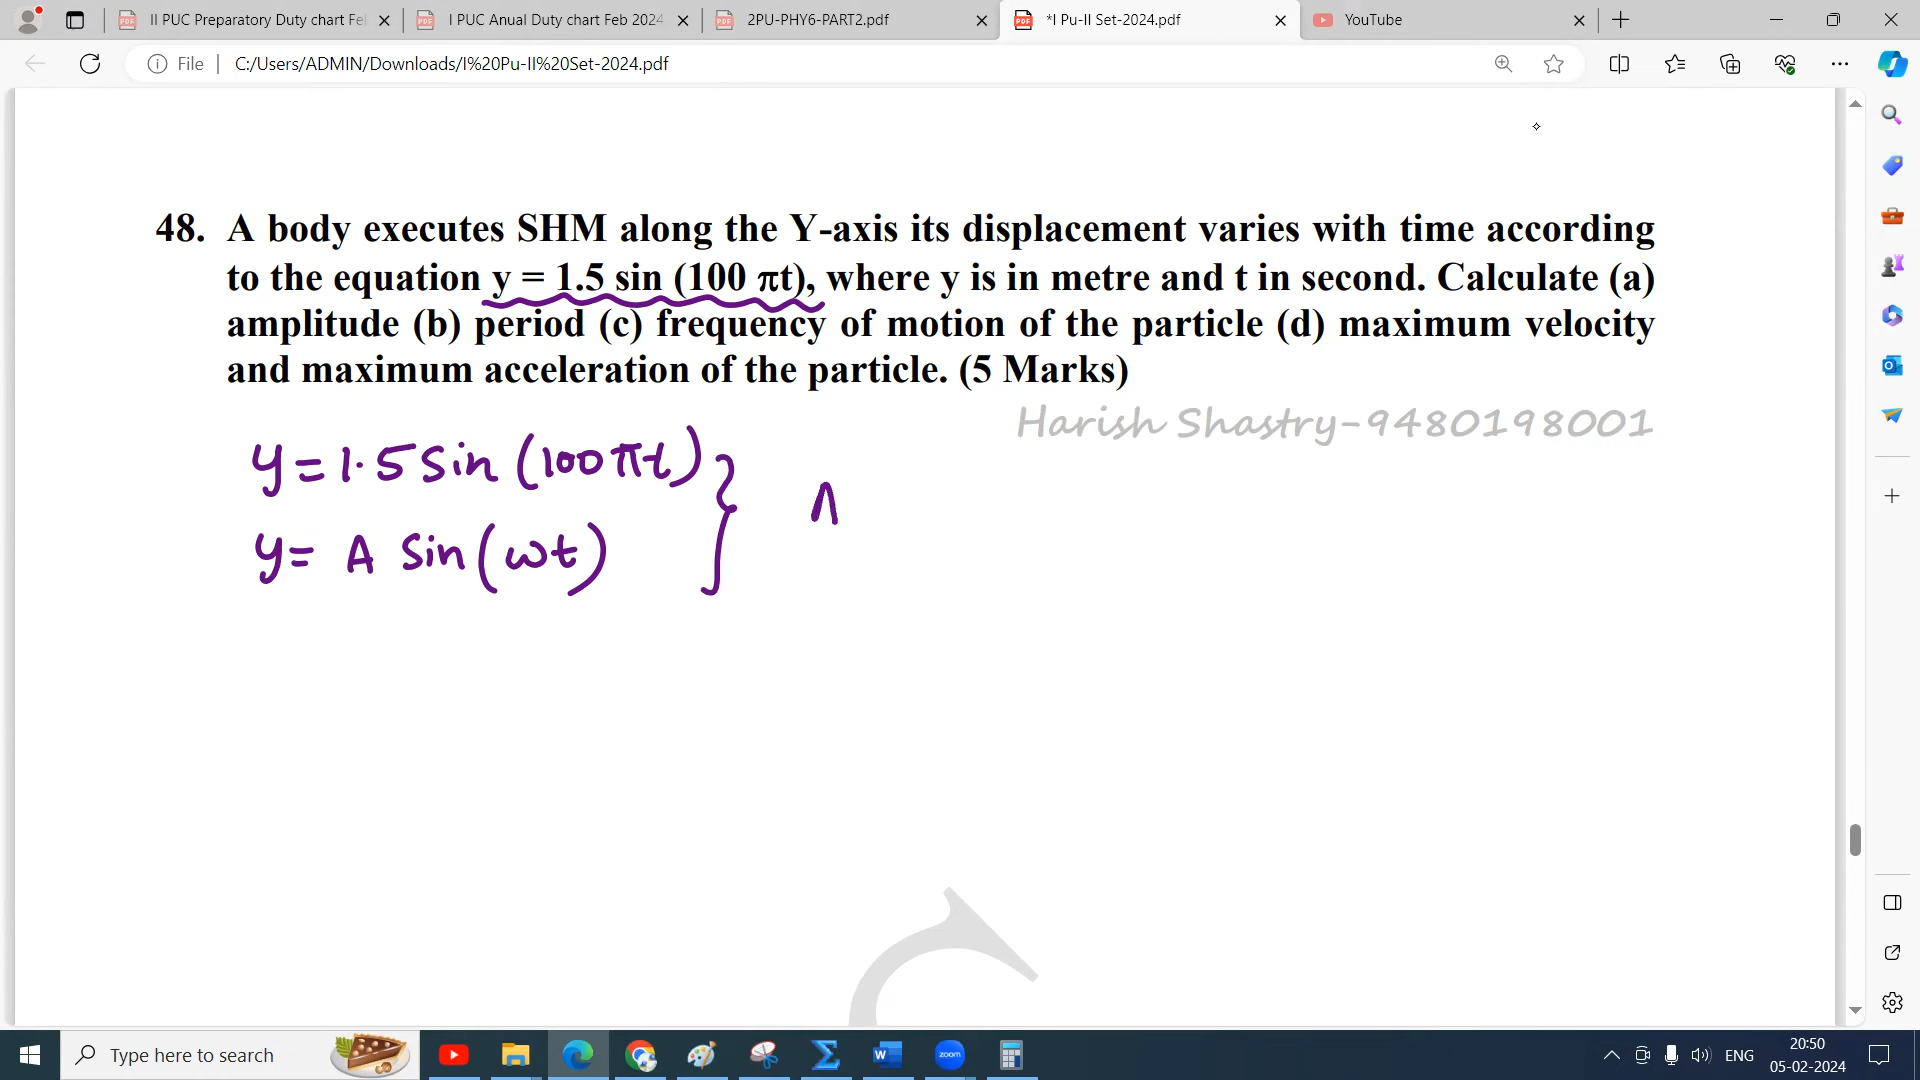 II PUC Preparatory Duty chart Fel
I PUC Anual Duty chart Feb 2024
2PU-PHY6-PART2.pdf
*I Pu-II Set-2024.pdf
YouTube
File
C:/Users/ADMIN/Downloads/I%20Pu-II%20Set-2024.pdf
48. A body executes SHM along the Y-axis its displacement varies with time according
to the equation y = 1.5 sin (100 πt), where y is in metre and t in second. Calculate (a)
amplitude (b) period (c) frequency of motion of the particle (d) maximum velocity
and maximum acceleration of the particle. (5 Marks)
Harish Shastry-9480198001
y=1.5sin(100πt)
y= A sin(ωt)
Type here to search
zoom
ENG
20:50
05-02-2024